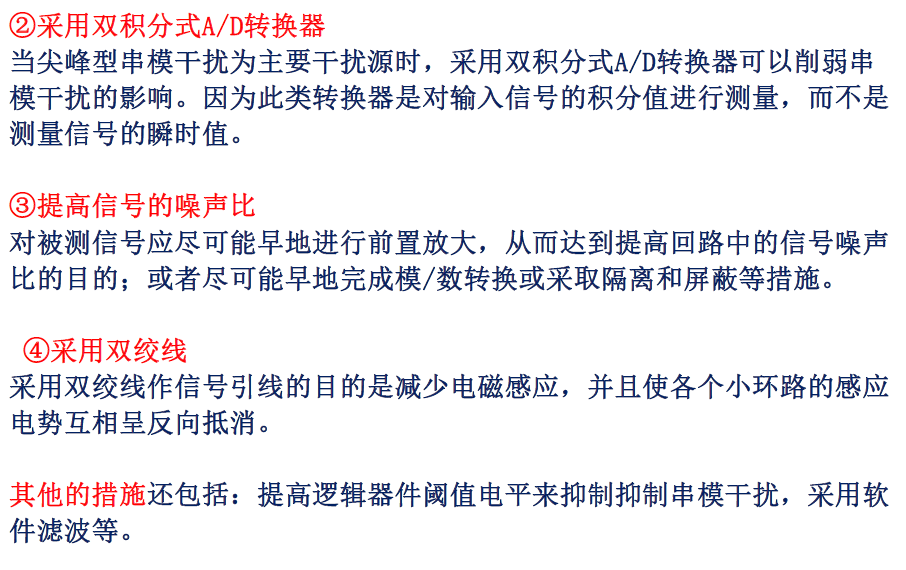 ②采用双积分式A/D转换器
当尖峰型串模干扰为主要干扰源时，采用双积分式A/D转换器可以削弱串
模干扰的影响。因为此类转换器是对输入信号的积分值进行测量，而不是
测量信号的瞬时值。
③提高信号的噪声比
对被测信号应尽可能早地进行前置放大，从而达到提高回路中的信号噪声
比的目的；或者尽可能早地完成模/数转换或采取隔离和屏蔽等措施。
④采用双绞线
采用双绞线作信号引线的目的是减少电磁感应，并且使各个小环路的感应
电势互相呈反向抵消。
其他的措施还包括：提高逻辑器件阈值电平来抑制抑制串模干扰，采用软
件滤波等。